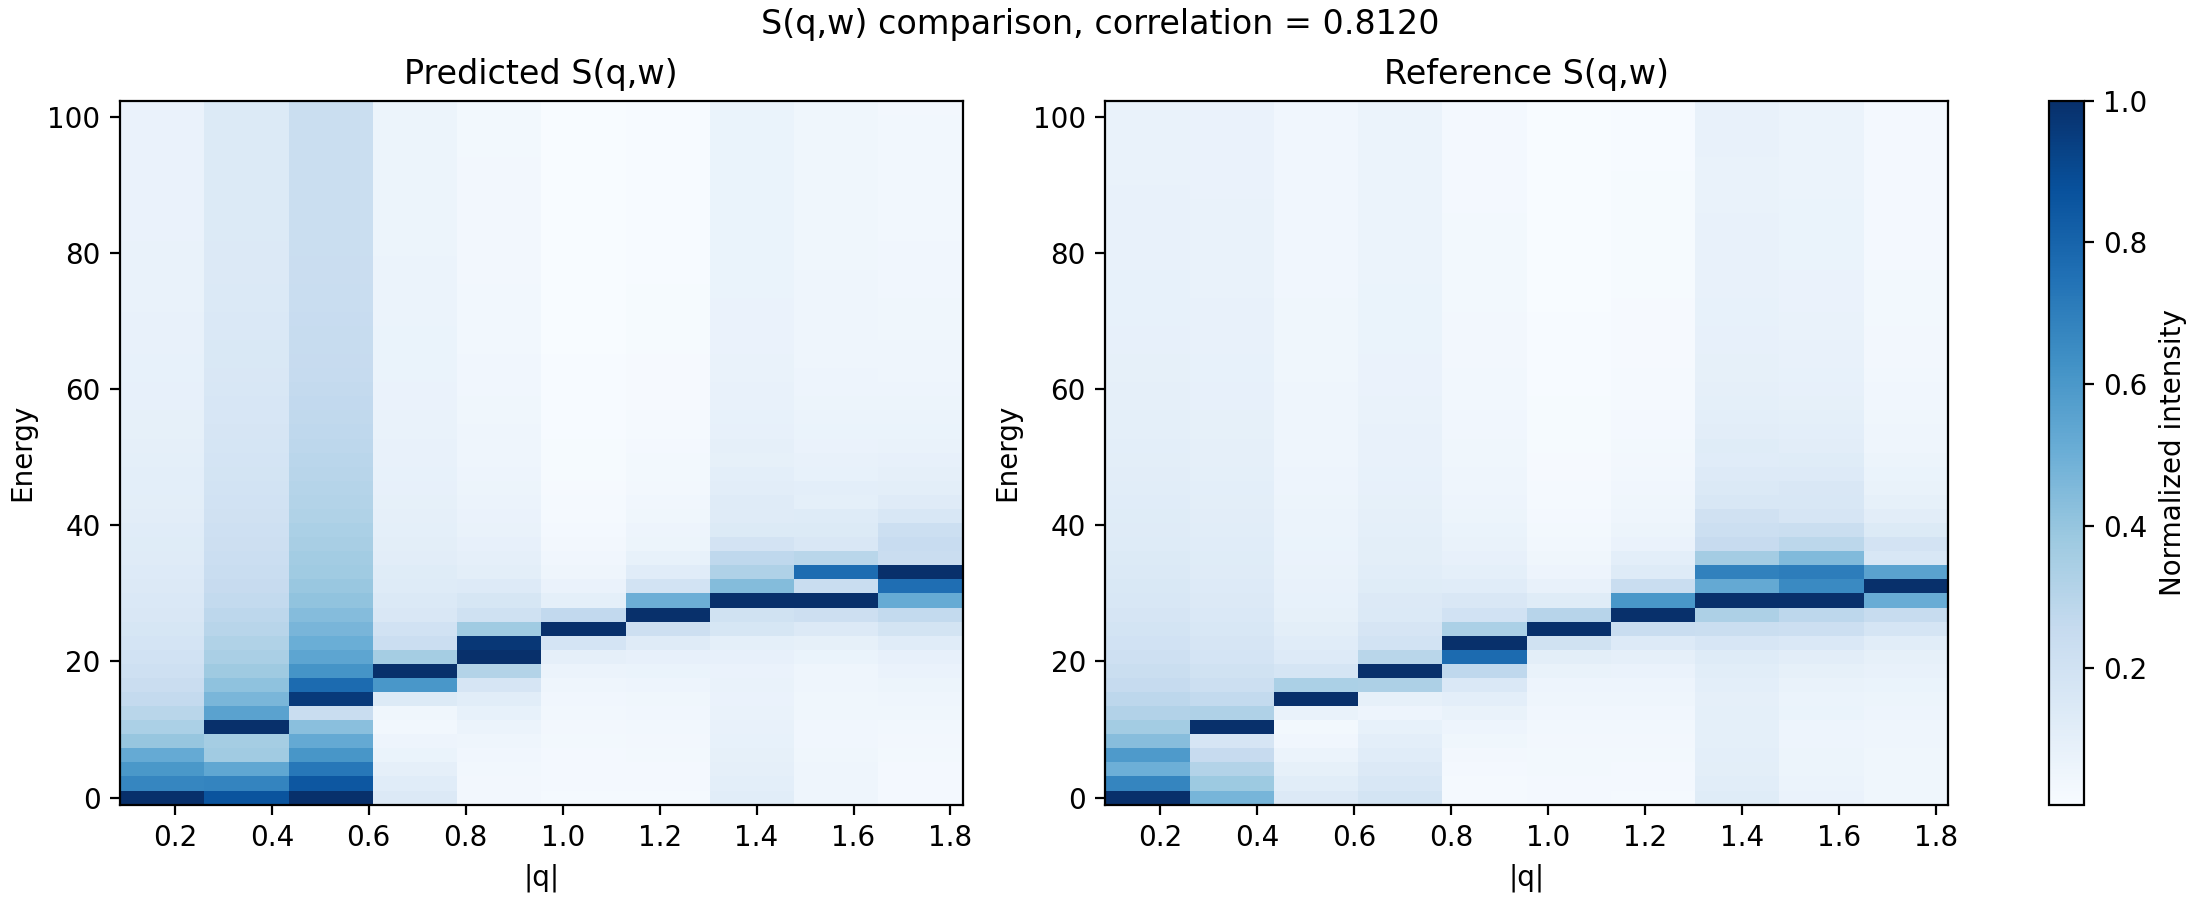 S(q,w) comparison, correlation = 0.8120
Predicted S(q,w)
Energy
100
80
60
40
20
0
0.2 0.4 0.6 0.8 1.0 1.2 1.4 1.6 1.8
|q|
Reference S(q,w)
Energy
100
80
60
40
20
0
0.2 0.4 0.6 0.8 1.0 1.2 1.4 1.6 1.8
|q|
1.0
0.8
0.6
0.4
0.2
Normalized intensity